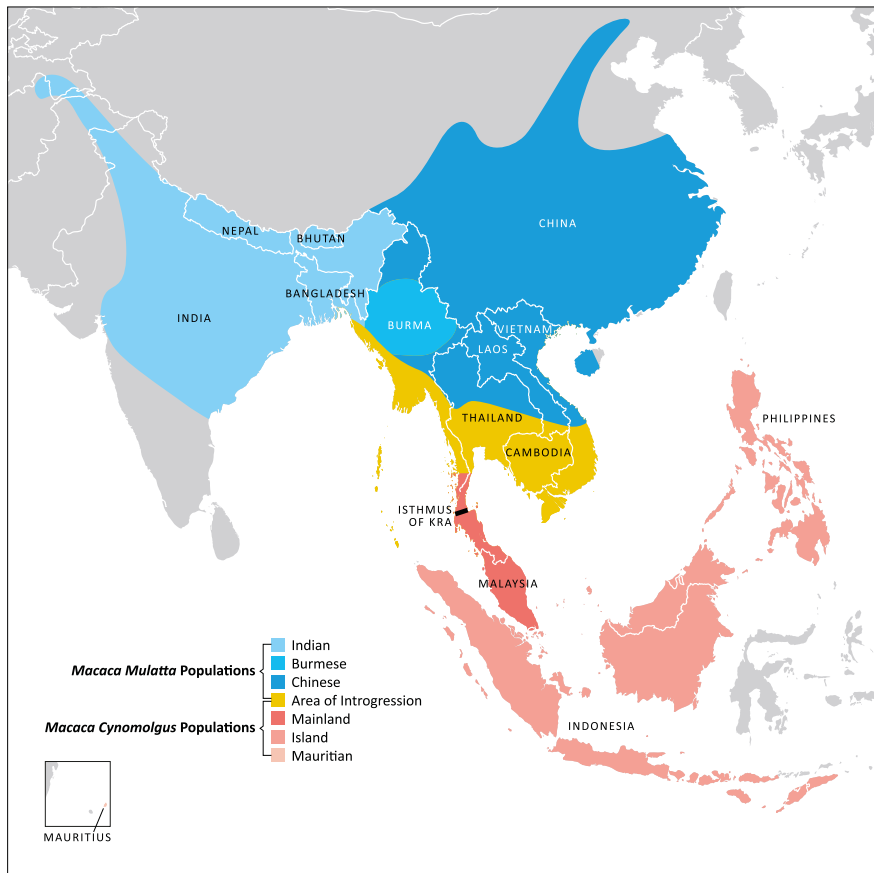 CHINA
NEPAL
BHUTAN
BANGLADESH
INDIA
BURMA
VIETNAM
LAOS
THAILAND
PHILIPPINES
CAMBODIA
ISTHMUS
OF KRA
MALAYSIA
INDONESIA
Macaca Mulatta Populations
Indian
Burmese
Chinese
Area of Introgression
Macaca Cynomolgus Populations
Mainland
Island
Mauritian
MAURITIUS